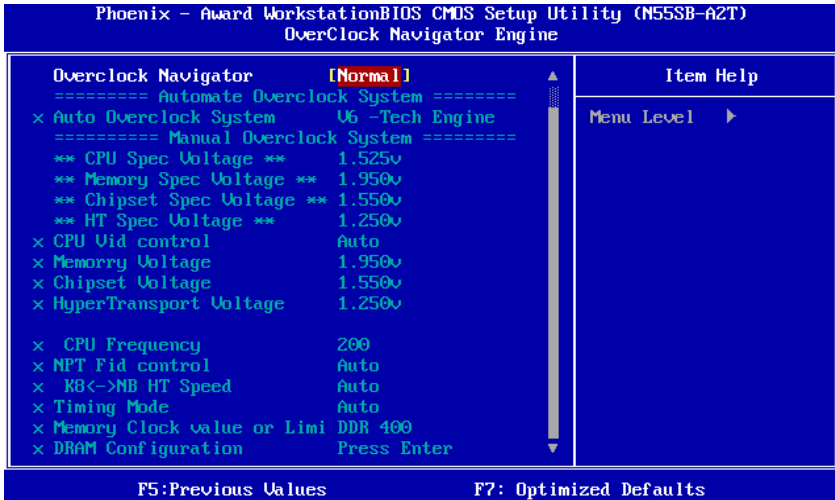 Phoenix - Award WorkstationBIOS CMOS Setup Utility (N55SB-A2T)
OverClock Navigator Engine
Overclock Navigator [Normal]
========= Automate Overclock System ========
x Auto Overclock System V6 -Tech Engine
========== Manual Overclock System =========
** CPU Spec Voltage ** 1.525v
** Memory Spec Voltage ** 1.950v
** Chipset Spec Voltage ** 1.550v
** HT Spec Voltage ** 1.250v
x CPU Vid control Auto
x Memorry Voltage 1.950v
x Chipset Voltage 1.550v
x HyperTransport Voltage 1.250v
x CPU Frequency 200
x NPT Fid control Auto
x K8<->NB HT Speed Auto
x Timing Mode Auto
x Memory Clock value or Limi DDR 400
x DRAM Configuration Press Enter
Item Help
Menu Level
F5:Previous Values F7: Optimized Defaults